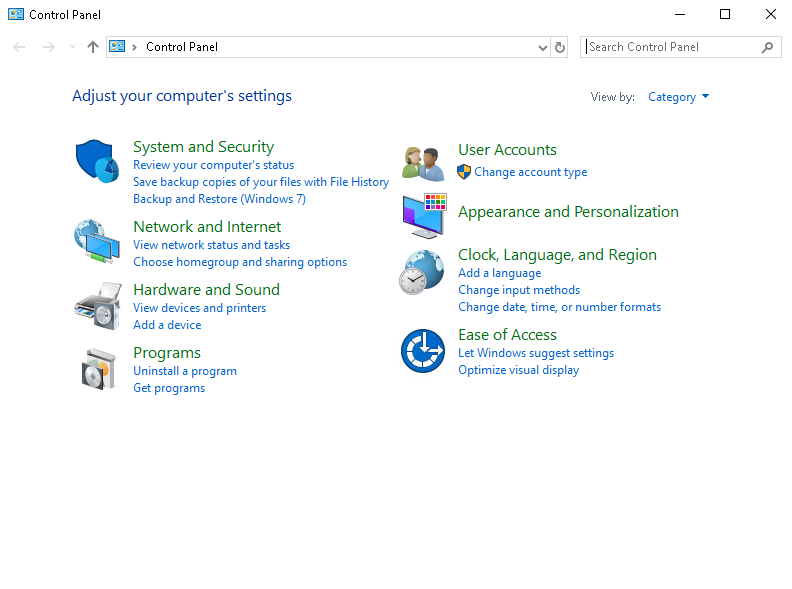 Control Panel
Control Panel
Search Control Panel
Adjust your computer's settings
View by: Category
System and Security
Review your computer's status
Save backup copies of your files with File History
Backup and Restore (Windows 7)
Network and Internet
View network status and tasks
Choose homegroup and sharing options
Hardware and Sound
View devices and printers
Add a device
Programs
Uninstall a program
Get programs
User Accounts
Change account type
Appearance and Personalization
Clock, Language, and Region
Add a language
Change input methods
Change date, time, or number formats
Ease of Access
Let Windows suggest settings
Optimize visual display